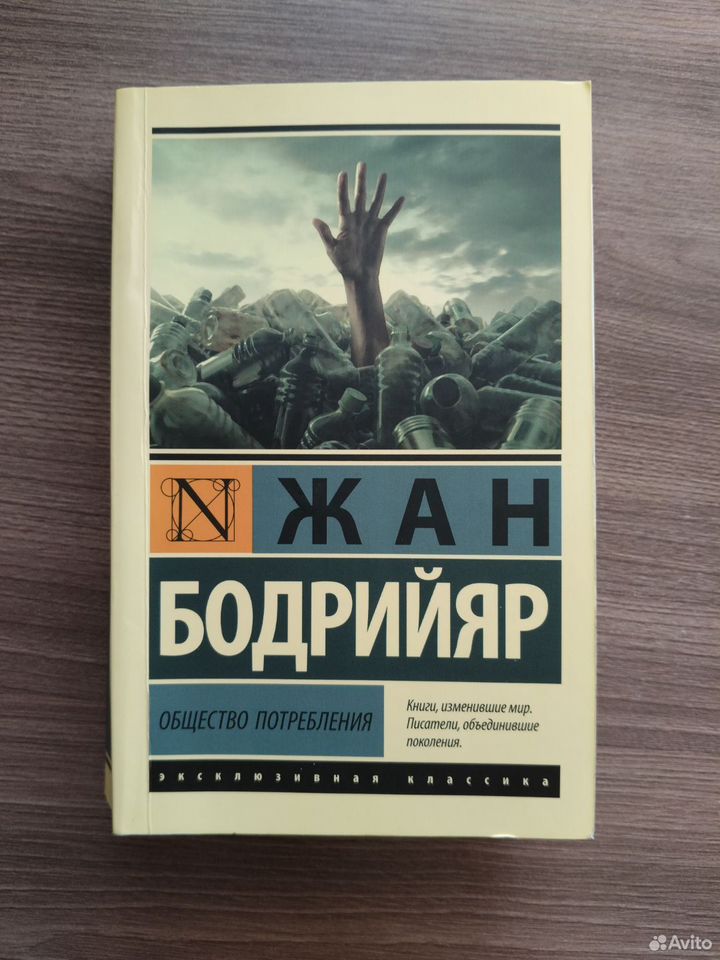 N
ЖАН
БОДРИЙЯР
ОБЩЕСТВО ПОТРЕБЛЕНИЯ
Книги, изменившие мир.
Писатели, объединившие
поколения.
ЭКСКЛЮЗИВНАЯ КЛАССИКА
Avito